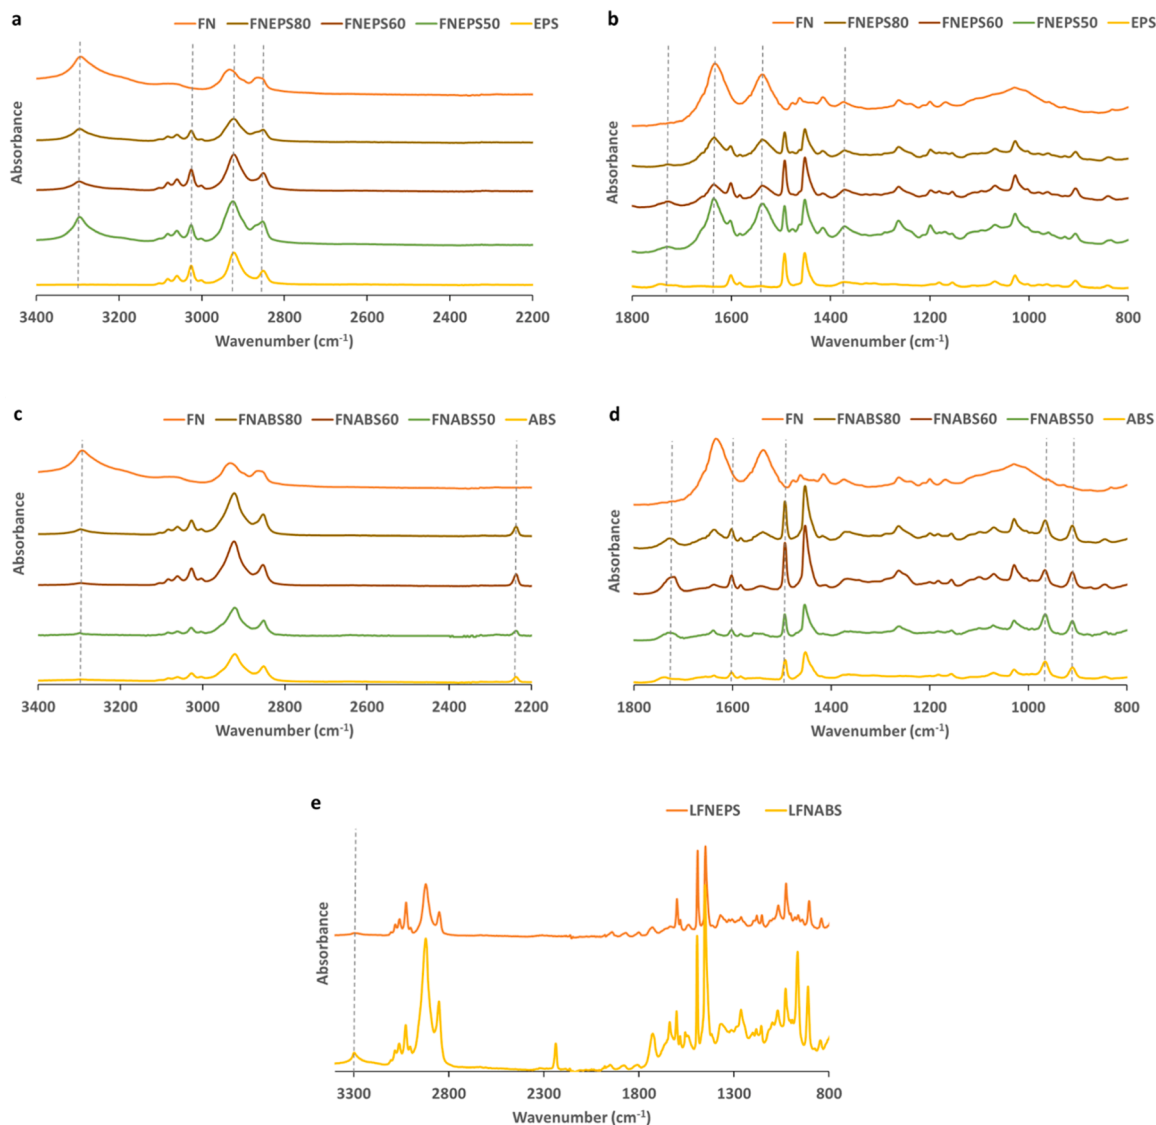 a
FN FNEPS80 FNEPS60 FNEPS50 EPS
Absorbance
3400 3200 3000 2800 2600 2400 2200
Wavenumber (cm-1)
b
FN FNEPS80 FNEPS60 FNEPS50 EPS
Absorbance
1800 1600 1400 1200 1000 800
Wavenumber (cm-1)
c
FN FNABS80 FNABS60 FNABS50 ABS
Absorbance
3400 3200 3000 2800 2600 2400 2200
Wavenumber (cm-1)
d
FN FNABS80 FNABS60 FNABS50 ABS
Absorbance
1800 1600 1400 1200 1000 800
Wavenumber (cm-1)
e
LFNEPS LFNABS
Absorbance
3300 2800 2300 1800 1300 800
Wavenumber (cm-1)